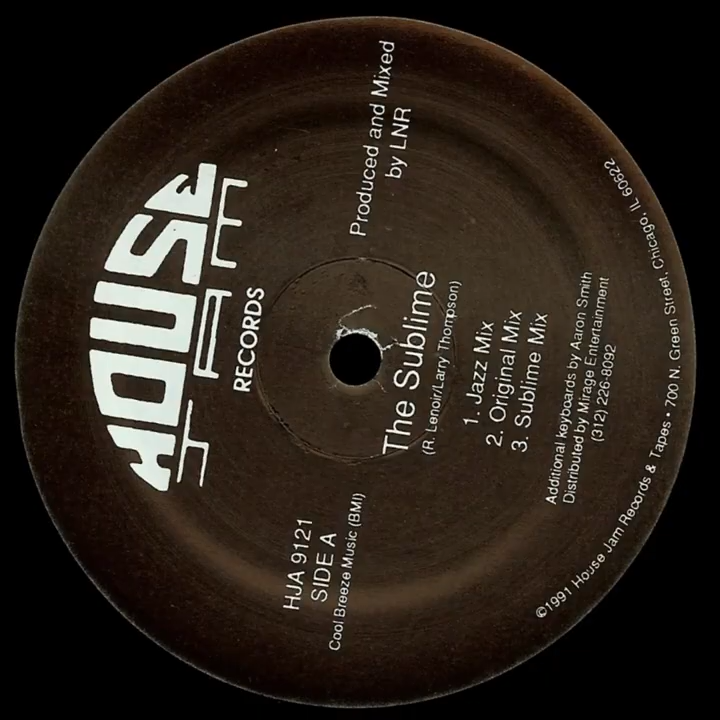 HOUSE
JAM
RECORDS
HJA 9121
SIDE A
Cool Breeze Music (BMI)
Produced and Mixed
by LNR
The Sublime
(R. Lenoir/Larry Thompson)
1. Jazz Mix
2. Original Mix
3. Sublime Mix
Additional keyboards by Aaron Smith
Distributed by Mirage Entertainment
(312) 226-8092
©1991 House Jam Records & Tapes • 700 N. Green Street, Chicago, IL 60622